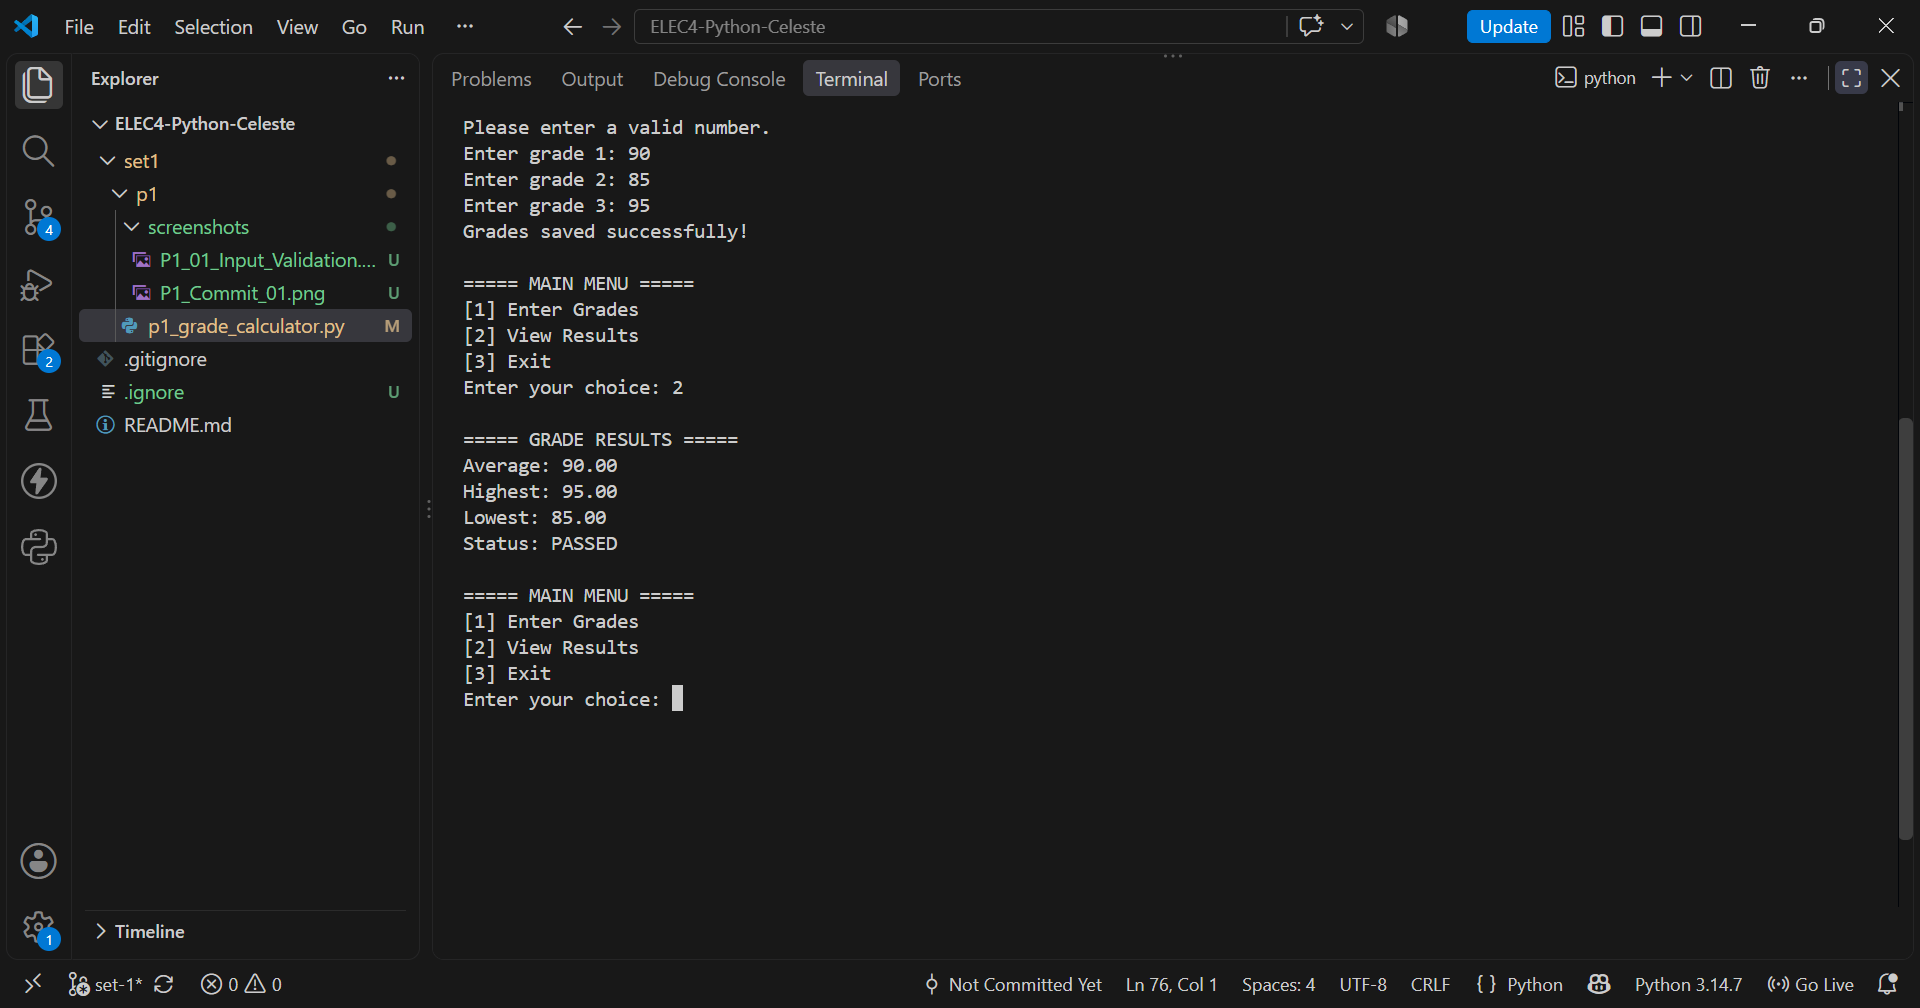 File Edit Selection View Go Run ··· ELEC4-Python-Celeste Update
Explorer ···
ELEC4-Python-Celeste
set1
p1
screenshots
P1_01_Input_Validation.... U
P1_Commit_01.png U
p1_grade_calculator.py M
.gitignore
.ignore U
README.md
Timeline
4
2
1
Problems Output Debug Console Terminal Ports python ···
Please enter a valid number.
Enter grade 1: 90
Enter grade 2: 85
Enter grade 3: 95
Grades saved successfully!
===== MAIN MENU =====
[1] Enter Grades
[2] View Results
[3] Exit
Enter your choice: 2
===== GRADE RESULTS =====
Average: 90.00
Highest: 95.00
Lowest: 85.00
Status: PASSED
===== MAIN MENU =====
[1] Enter Grades
[2] View Results
[3] Exit
Enter your choice:
set-1* 0 0 Not Committed Yet Ln 76, Col 1 Spaces: 4 UTF-8 CRLF { } Python Python 3.14.7 Go Live